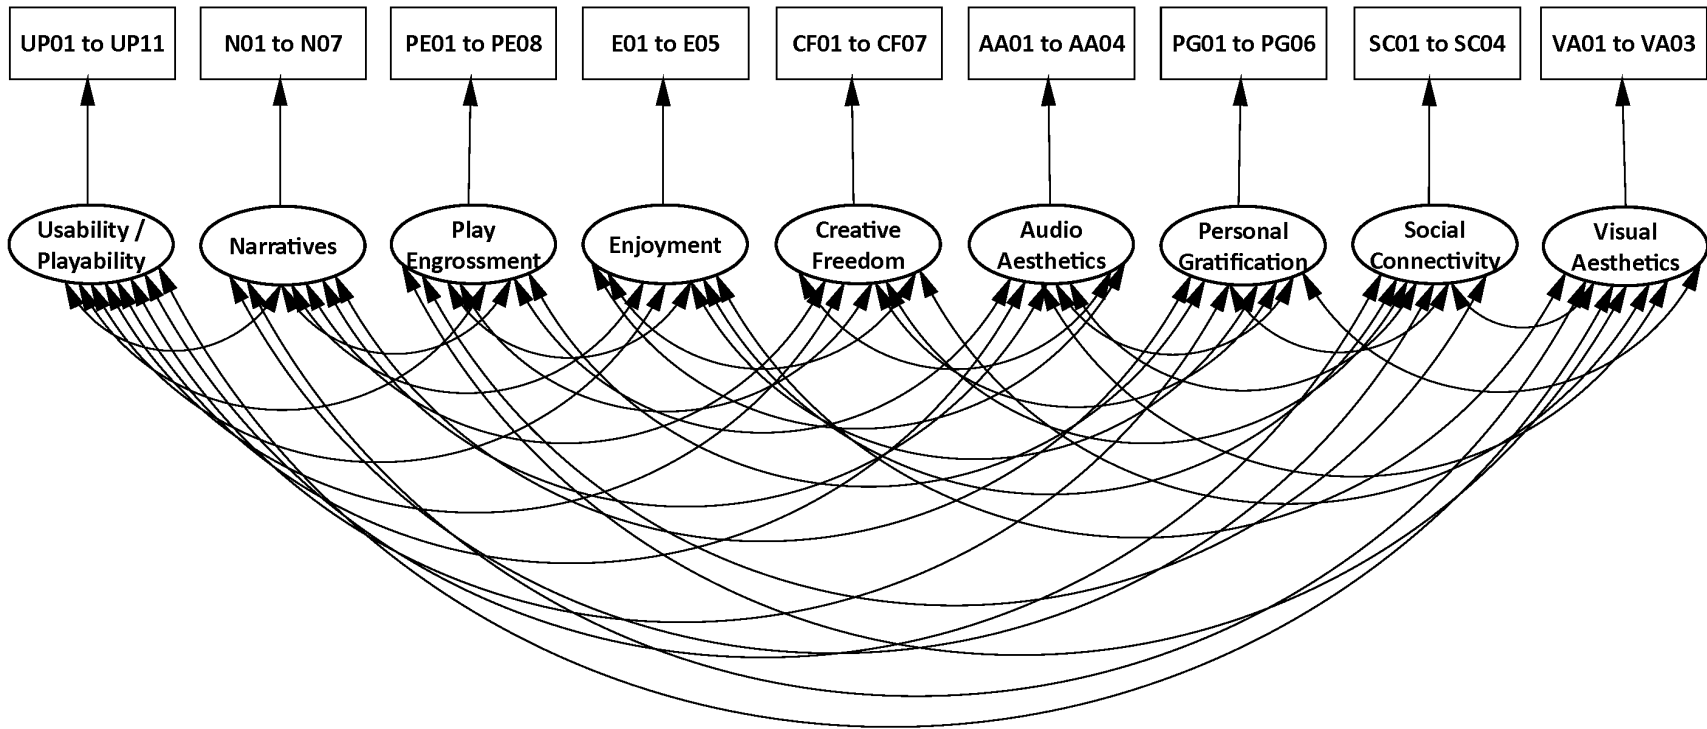 UP01 to UP11
N01 to N07
PE01 to PE08
E01 to E05
CF01 to CF07
AA01 to AA04
PG01 to PG06
SC01 to SC04
VA01 to VA03
Usability /
Playability
Narratives
Play
Engrossment
Enjoyment
Creative
Freedom
Audio
Aesthetics
Personal
Gratification
Social
Connectivity
Visual
Aesthetics